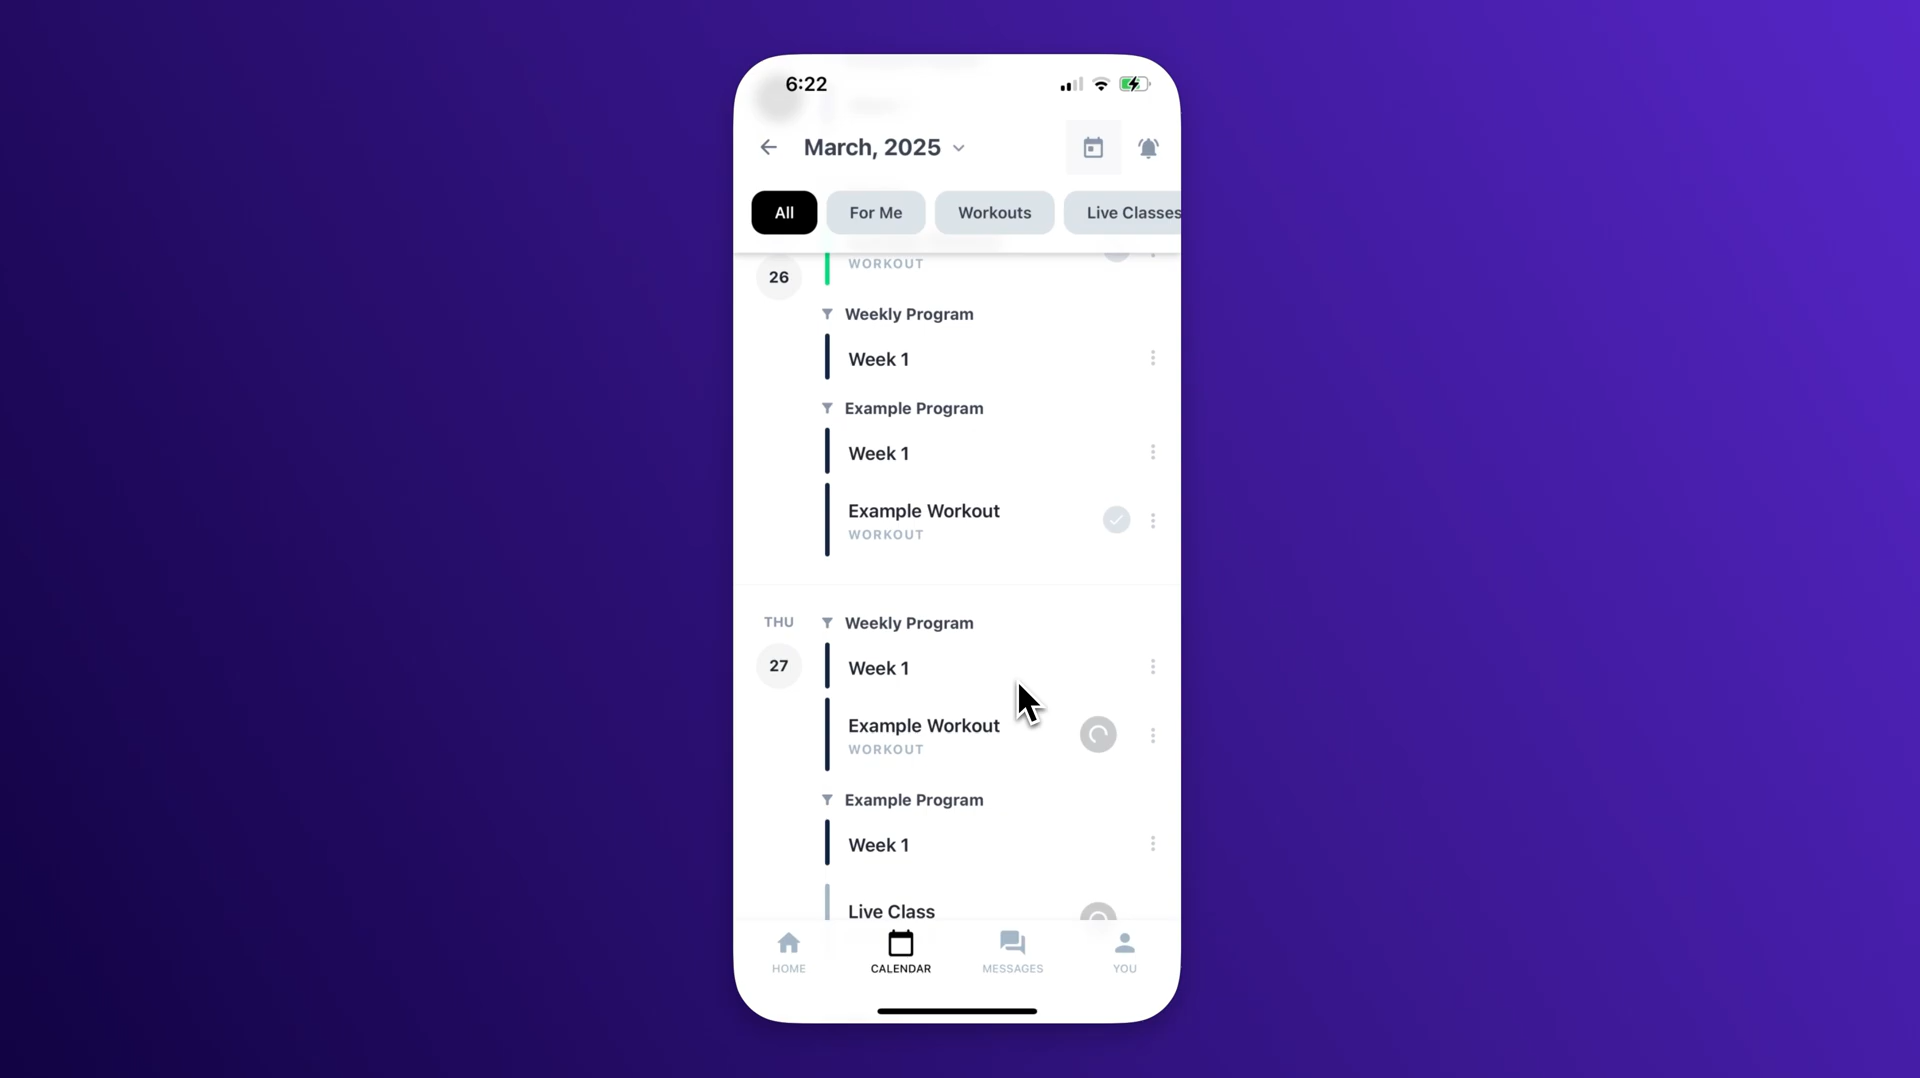 6:22
March, 2025
All
For Me
Workouts
Live Classes
26
WORKOUT
Weekly Program
Week 1
Example Program
Week 1
Example Workout
WORKOUT
THU
27
Weekly Program
Week 1
Example Workout
WORKOUT
Example Program
Week 1
Live Class
HOME
CALENDAR
MESSAGES
YOU